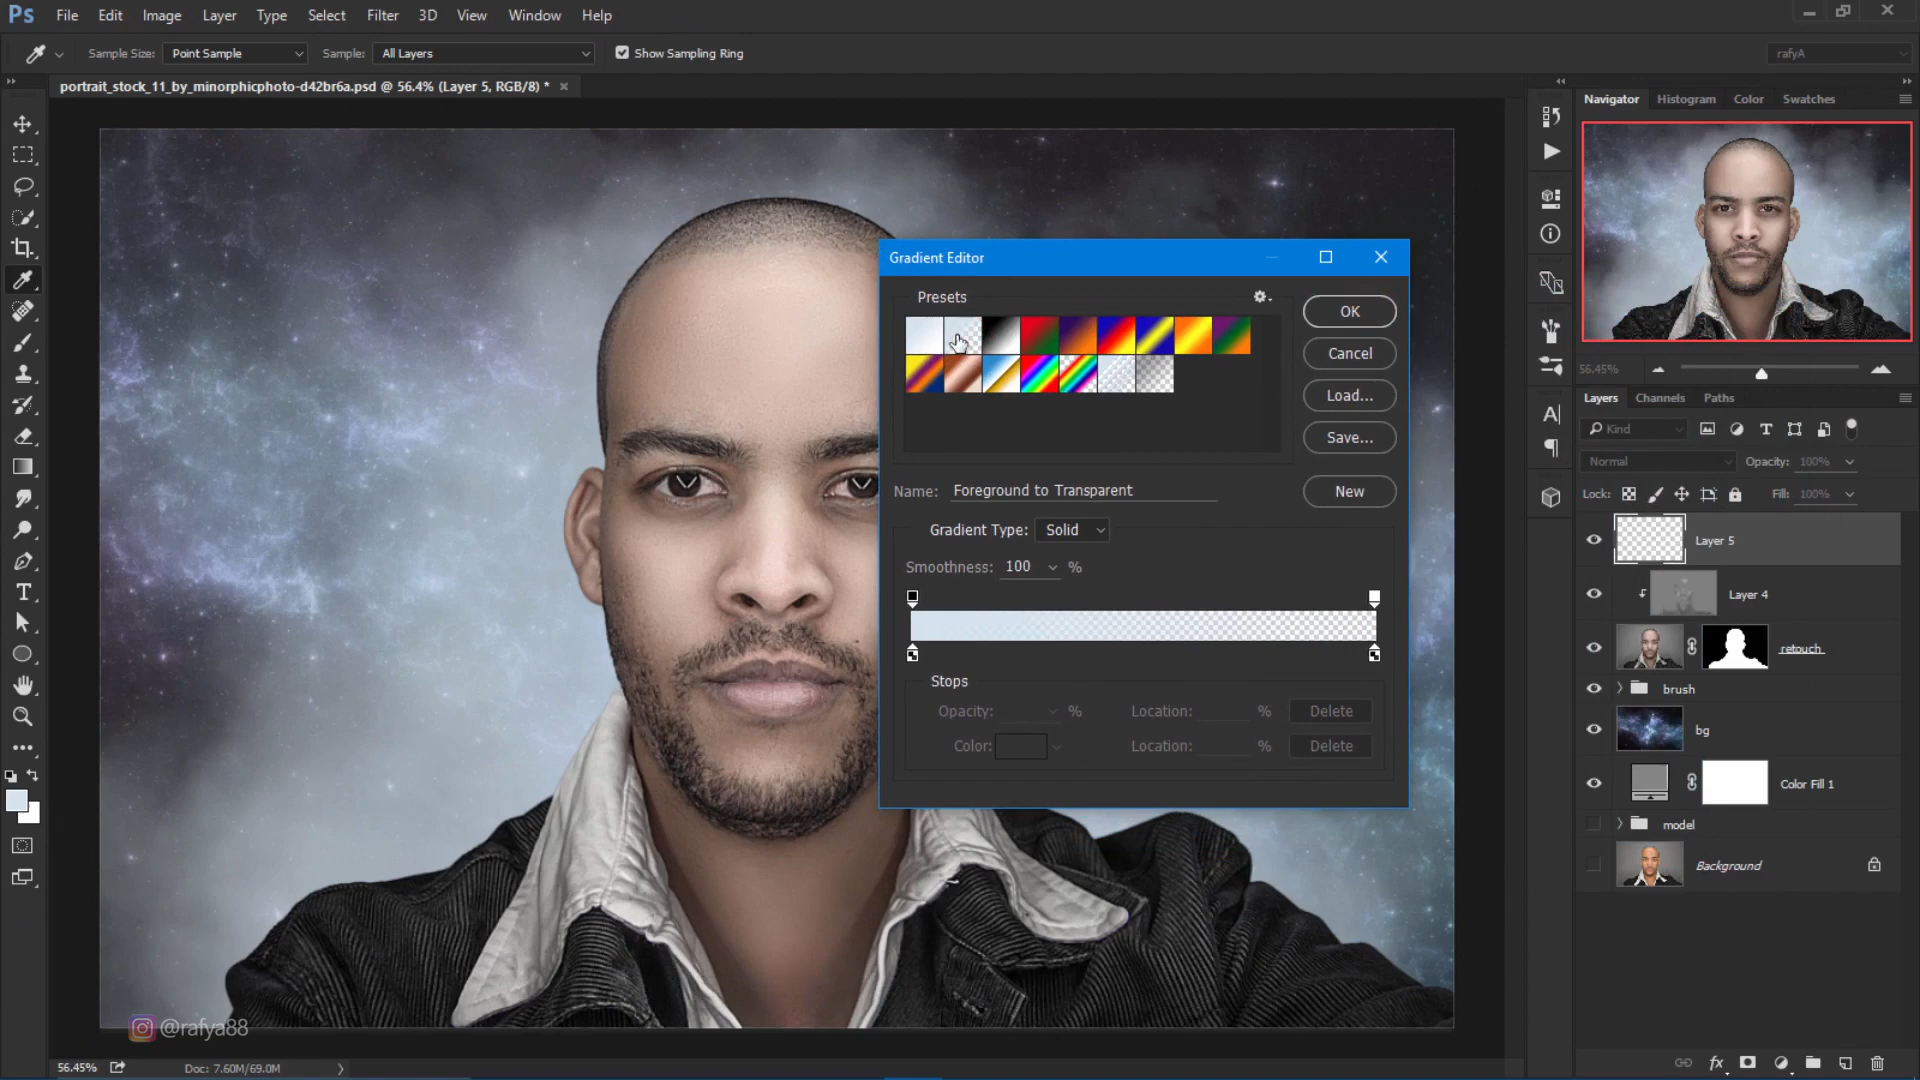 Ps File Edit Image Layer Type Select Filter 3D View Window Help
Sample Size: Point Sample Sample: All Layers Show Sampling Ring rafyA
portrait_stock_11_by_minorphicphoto-d42br6a.psd @ 56.4% (Layer 5, RGB/8) *
Navigator Histogram Color Swatches
56.45%
Layers Channels Paths
Kind
Normal Opacity: 100%
Lock: Fill: 100%
Layer 5
Layer 4
retouch
brush
bg
Color Fill 1
model
Background
fx
Gradient Editor
Presets
OK
Cancel
Load...
Save...
Name: Foreground to Transparent New
Gradient Type: Solid
Smoothness: 100 %
Stops
Opacity: % Location: % Delete
Color: Location: % Delete
@rafya88
56.45% Doc: 7.60M/69.0M